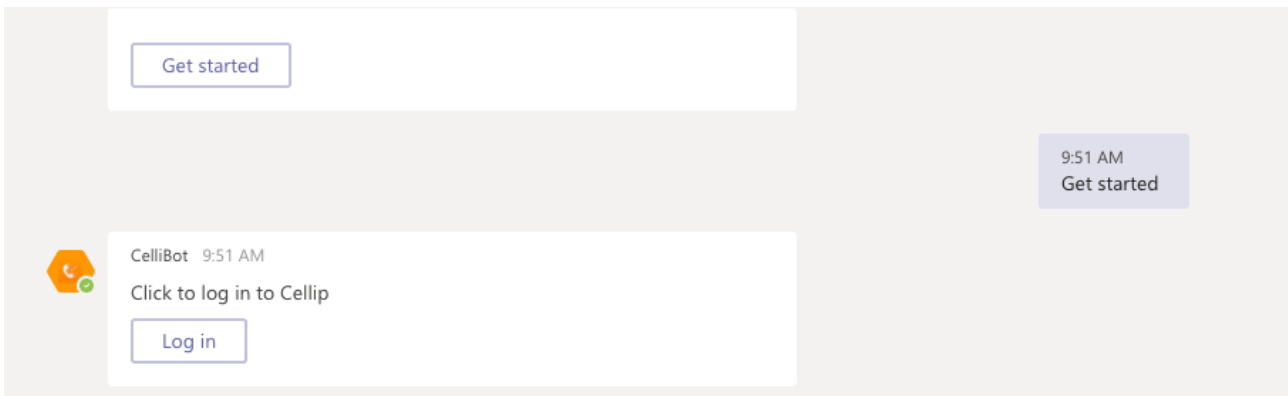 Get started
9:51 AM
Get started
CelliBot 9:51 AM
Click to log in to Cellip
Log in